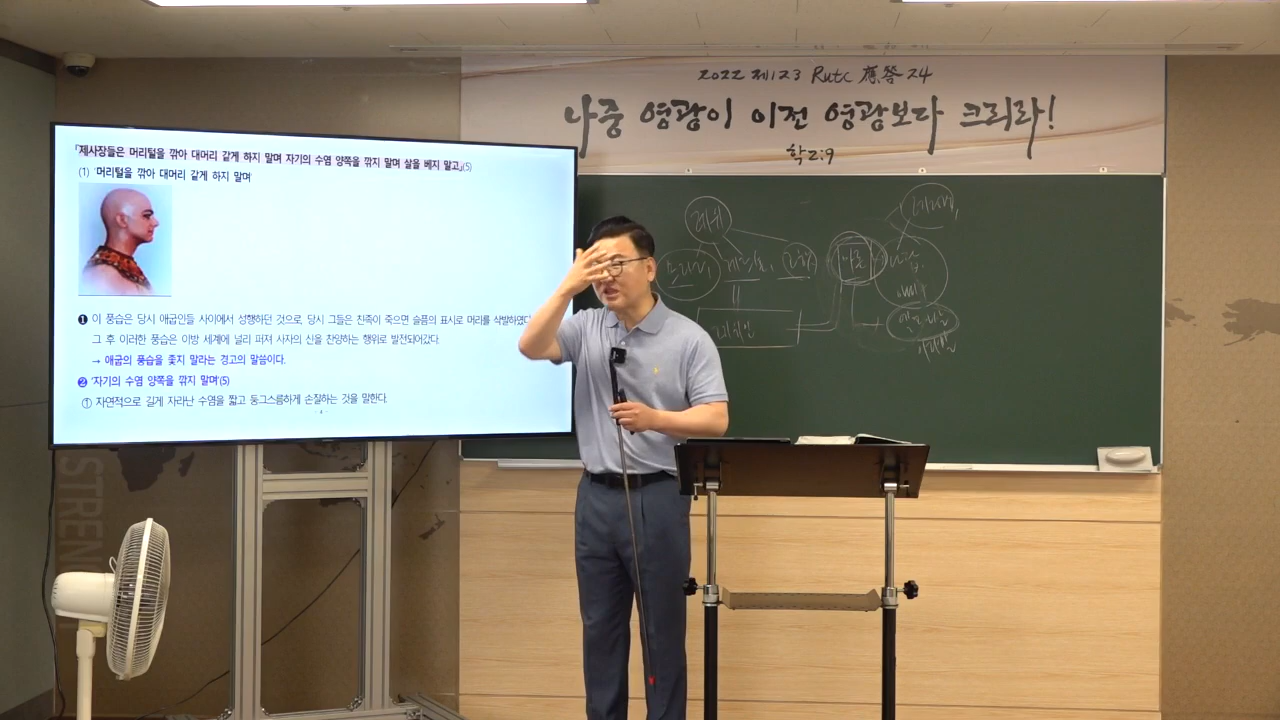 2022 제1차 Rutc 應答 24
나중 영광이 이전 영광보다 크리라!
학2:9
『제사장들은 머리털을 깎아 대머리 같게 하지 말며 자기의 수염 양쪽을 깎지 말며 살을 베지 말고』(5)
(1) '머리털을 깎아 대머리 같게 하지 말며'
❶ 이 풍습은 당시 애굽인들 사이에서 성행하던 것으로, 당시 그들은 친족이 죽으면 슬픔의 표시로 머리를 삭발하였다.
그 후 이러한 풍습은 이방 세계에 널리 퍼져 사자의 신을 찬양하는 행위로 발전되어갔다.
→ 애굽의 풍습을 좇지 말라는 경고의 말씀이다.
❷ '자기의 수염 양쪽을 깎지 말며'(5)
① 자연적으로 길게 자라난 수염을 짧고 둥그스름하게 손질하는 것을 말한다.
레위
아론
STREN